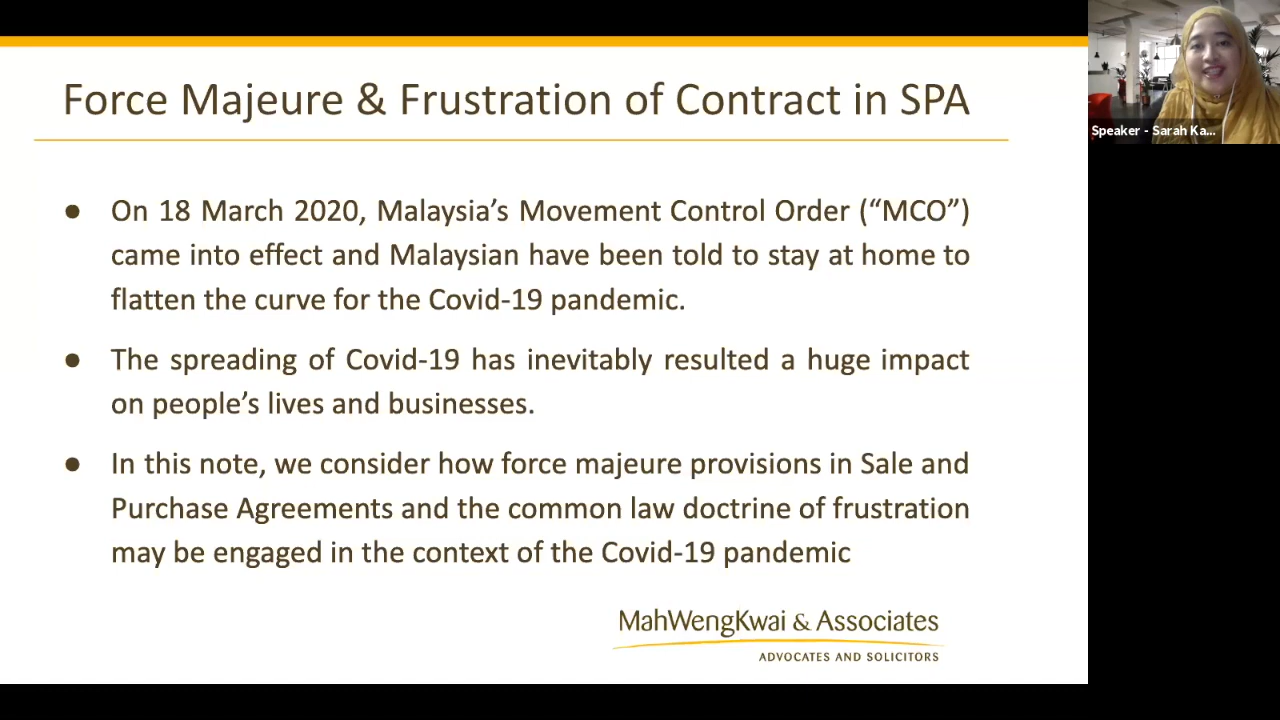 Force Majeure & Frustration of Contract in SPA
● On 18 March 2020, Malaysia’s Movement Control Order (“MCO”)
came into effect and Malaysian have been told to stay at home to
flatten the curve for the Covid-19 pandemic.
● The spreading of Covid-19 has inevitably resulted a huge impact
on people’s lives and businesses.
● In this note, we consider how force majeure provisions in Sale and
Purchase Agreements and the common law doctrine of frustration
may be engaged in the context of the Covid-19 pandemic
MahWengKwai & Associates
ADVOCATES AND SOLICITORS
Speaker - Sarah Ka...